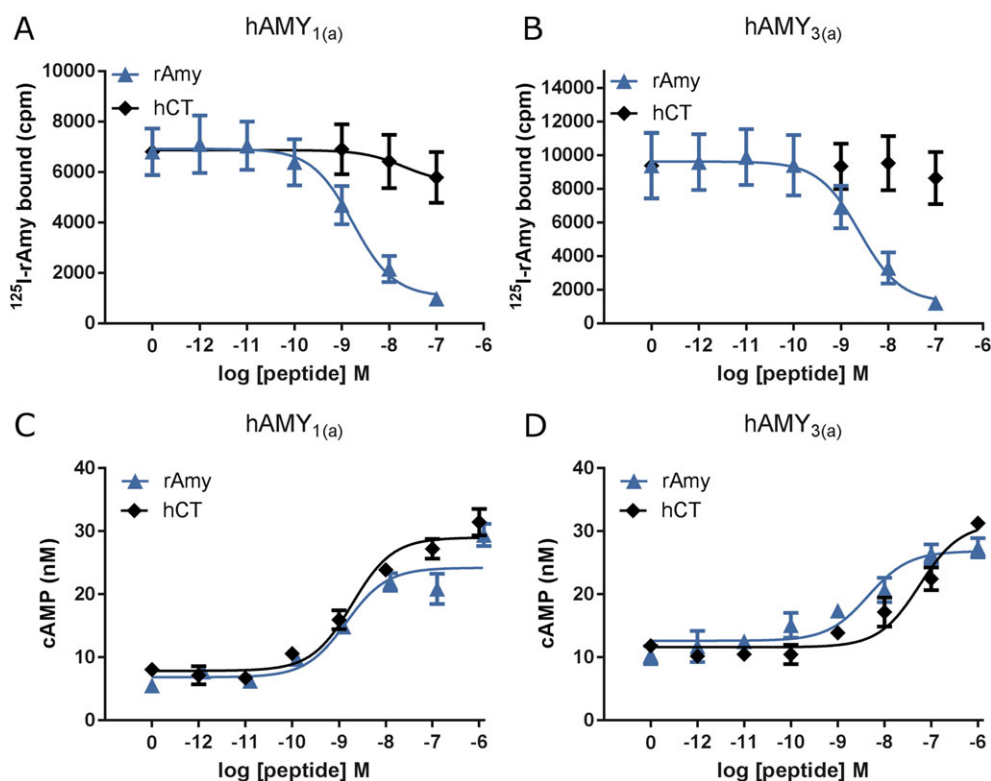 A
hAMY1(a)
10000
8000
6000
4000
2000
0
125I-rAmy bound (cpm)
rAmy
hCT
0 -12 -11 -10 -9 -8 -7 -6
log [peptide] M
B
hAMY3(a)
14000
12000
10000
8000
6000
4000
2000
0
125I-rAmy bound (cpm)
rAmy
hCT
0 -12 -11 -10 -9 -8 -7 -6
log [peptide] M
C
hAMY1(a)
40
30
20
10
0
cAMP (nM)
rAmy
hCT
0 -12 -11 -10 -9 -8 -7 -6
log [peptide] M
D
hAMY3(a)
40
30
20
10
0
cAMP (nM)
rAmy
hCT
0 -12 -11 -10 -9 -8 -7 -6
log [peptide] M